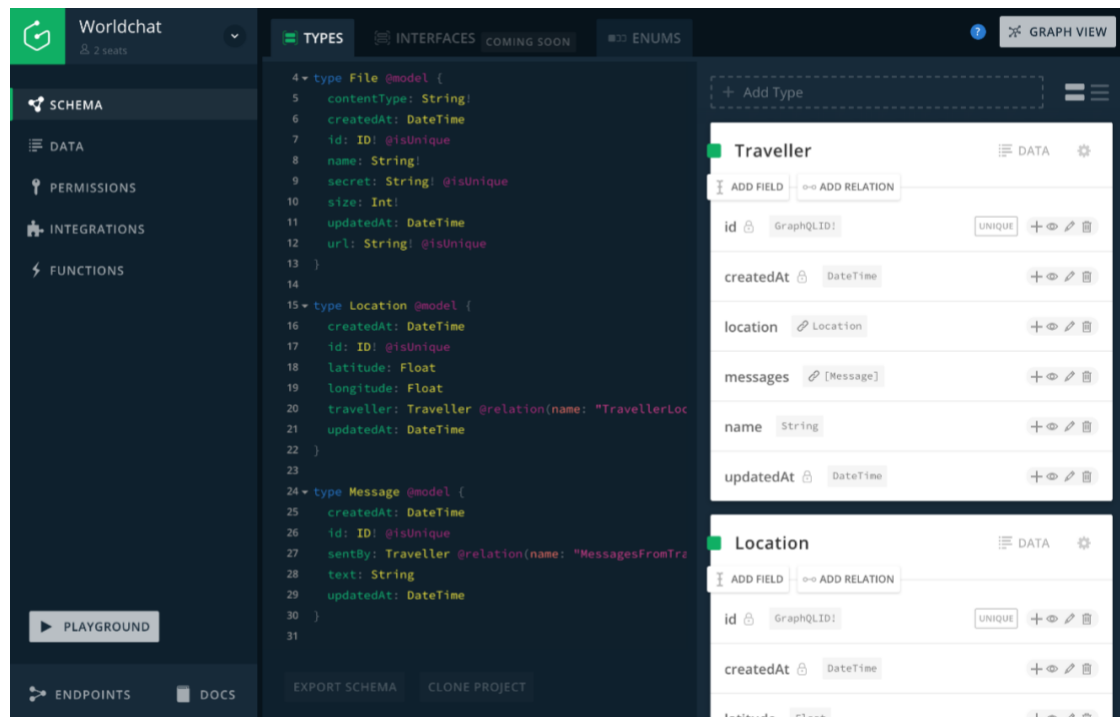 Worldchat
2 seats
SCHEMA
DATA
PERMISSIONS
INTEGRATIONS
FUNCTIONS
PLAYGROUND
ENDPOINTS
DOCS
TYPES
INTERFACES COMING SOON
ENUMS
? GRAPH VIEW
4 type File @model {
5 contentType: String!
6 createdAt: DateTime
7 id: ID! @isUnique
8 name: String!
9 secret: String! @isUnique
10 size: Int!
11 updatedAt: DateTime
12 url: String! @isUnique
13 }
14
15 type Location @model {
16 createdAt: DateTime
17 id: ID! @isUnique
18 latitude: Float
19 longitude: Float
20 traveller: Traveller @relation(name: "TravellerLoc
21 updatedAt: DateTime
22 }
23
24 type Message @model {
25 createdAt: DateTime
26 id: ID! @isUnique
27 sentBy: Traveller @relation(name: "MessagesFromTra
28 text: String
29 updatedAt: DateTime
30 }
31
EXPORT SCHEMA
CLONE PROJECT
+ Add Type
Traveller DATA
ADD FIELD ADD RELATION
id GraphQLID! UNIQUE
createdAt DateTime
location Location
messages [Message]
name String
updatedAt DateTime
Location DATA
ADD FIELD ADD RELATION
id GraphQLID! UNIQUE
createdAt DateTime
latitude Float